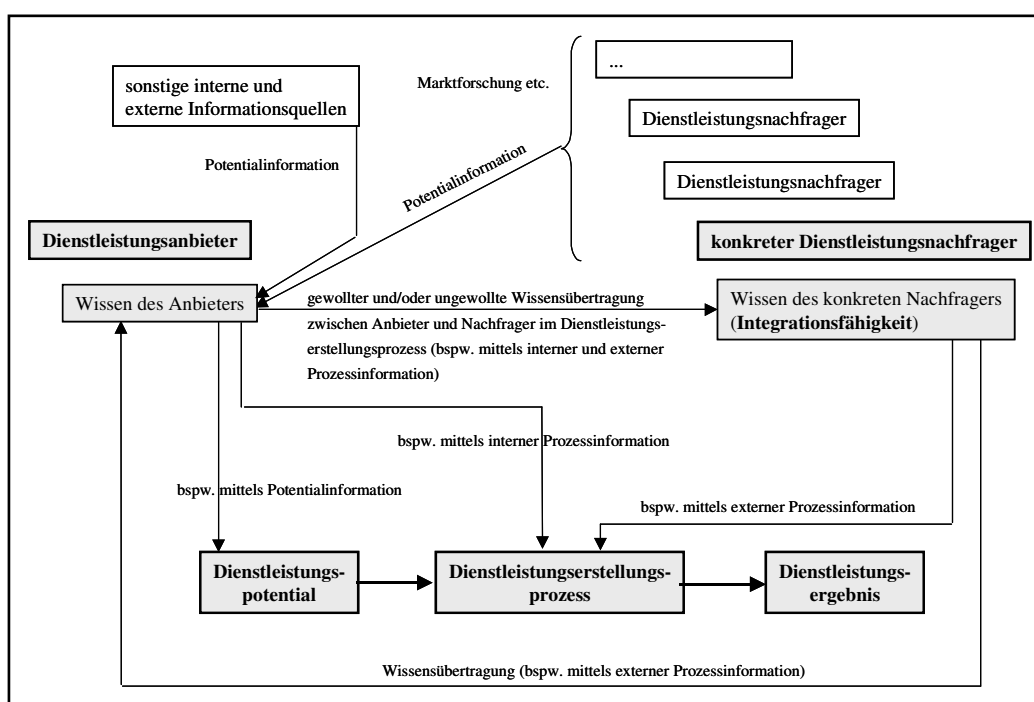 ...
Marktforschung etc.
sonstige interne und
externe Informationsquellen
Dienstleistungsnachfrager
Potentialinformation
Potentialinformation
Dienstleistungsnachfrager
Dienstleistungsanbieter
konkreter Dienstleistungsnachfrager
Wissen des Anbieters
gewollter und/oder ungewollte Wissensübertragung
zwischen Anbieter und Nachfrager im Dienstleistungs-
erstellungsprozess (bspw. mittels interner und externer
Prozessinformation)
Wissen des konkreten Nachfragers
(Integrationsfähigkeit)
bspw. mittels interner Prozessinformation
bspw. mittels Potentialinformation
bspw. mittels externer Prozessinformation
Dienstleistungs-
potential
Dienstleistungserstellungs-
prozess
Dienstleistungs-
ergebnis
Wissensübertragung (bspw. mittels externer Prozessinformation)